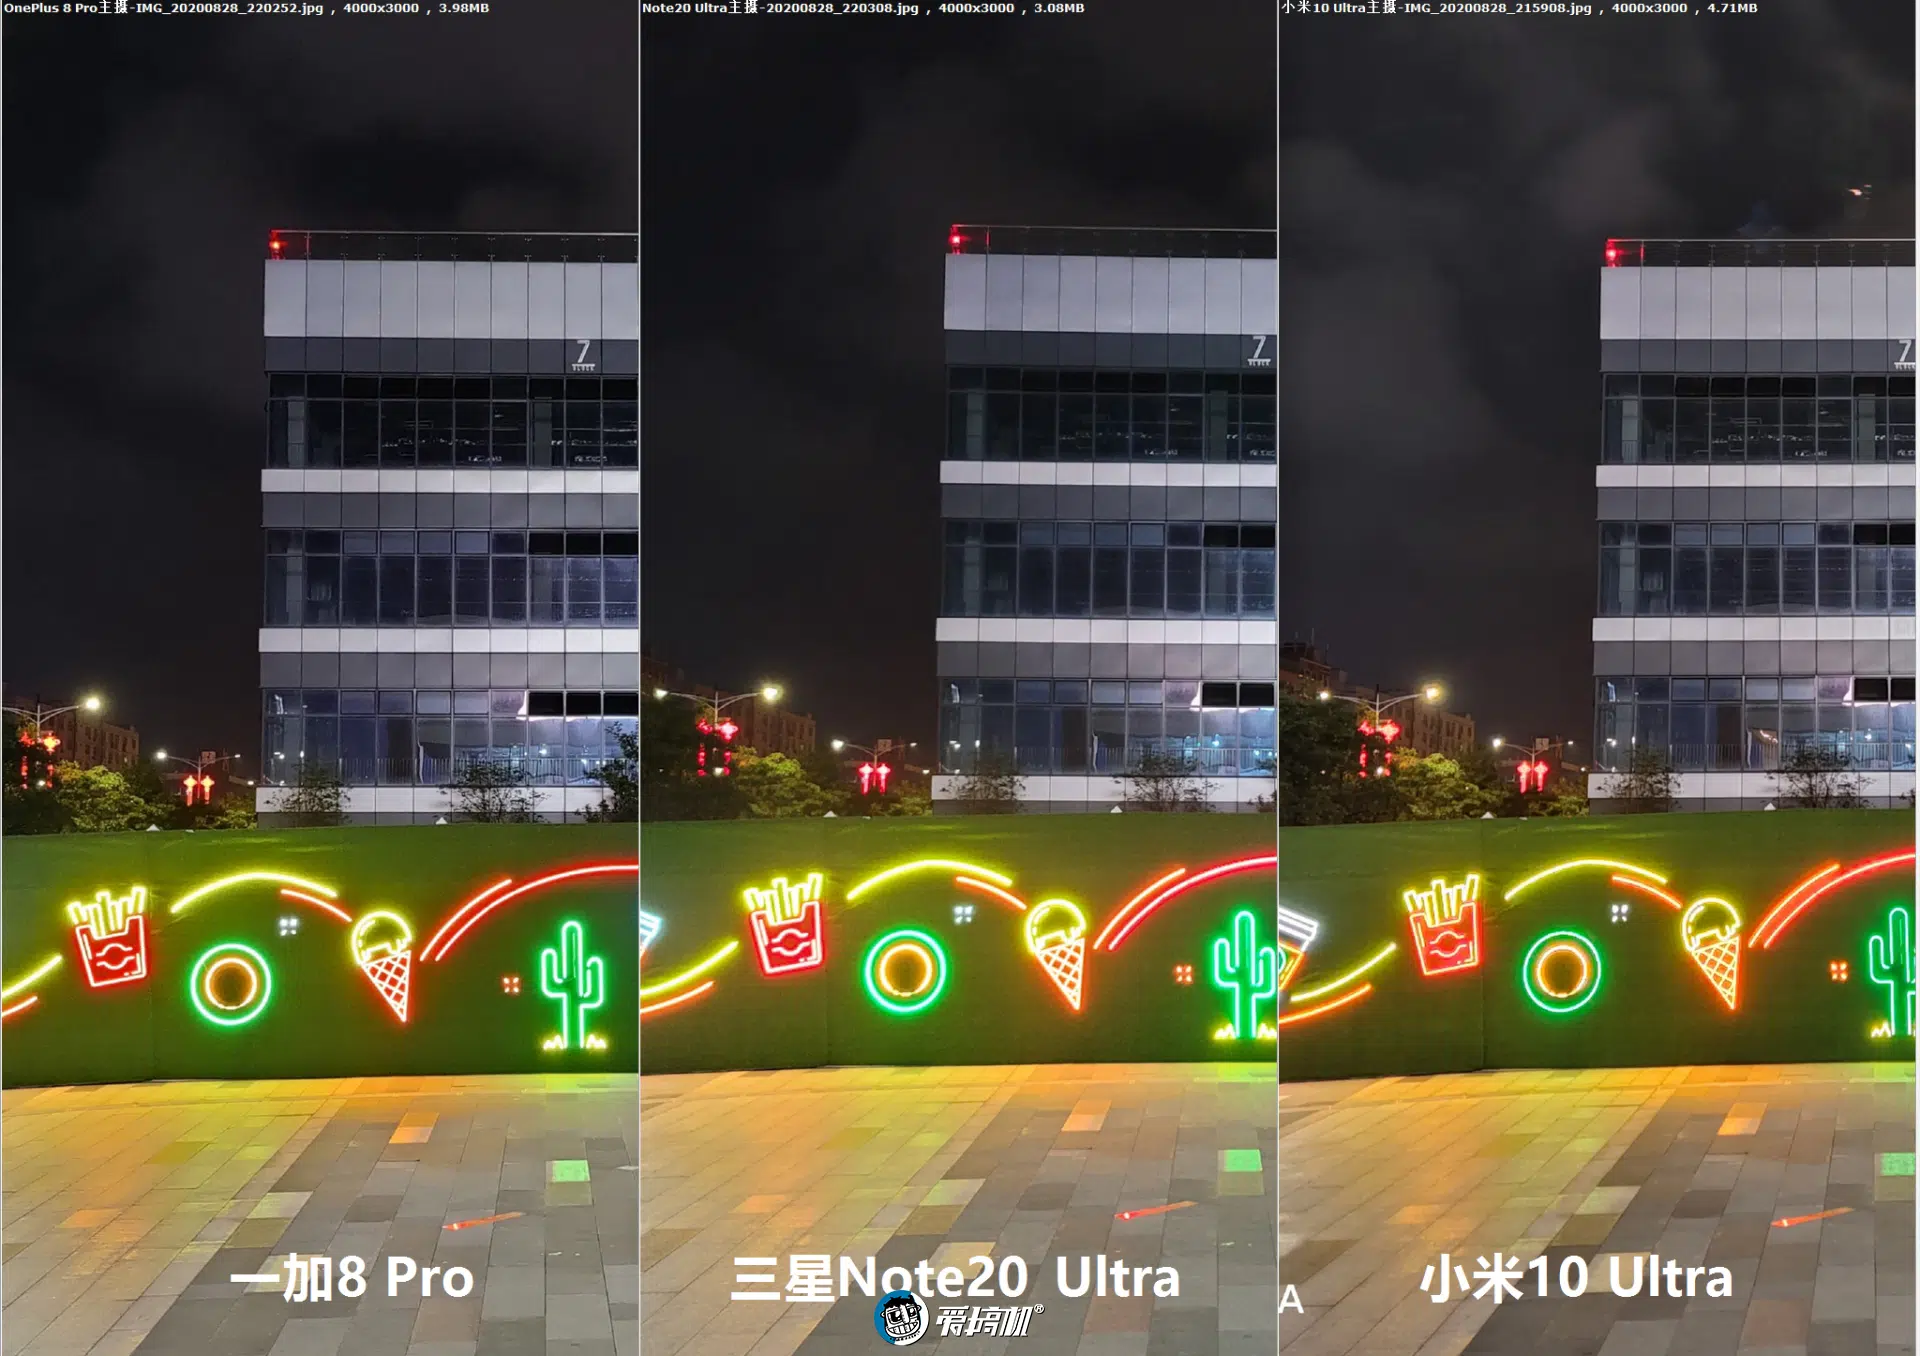 OnePlus 8 Pro主摄-IMG_20200828_220252.jpg , 4000x3000 , 3.98MB
Note20 Ultra主摄-20200828_220308.jpg , 4000x3000 , 3.08MB
小米10 Ultra主摄-IMG_20200828_215908.jpg , 4000x3000 , 4.71MB
7
7
7
一加8 Pro
三星Note20 Ultra
小米10 Ultra
A
爱搞机®